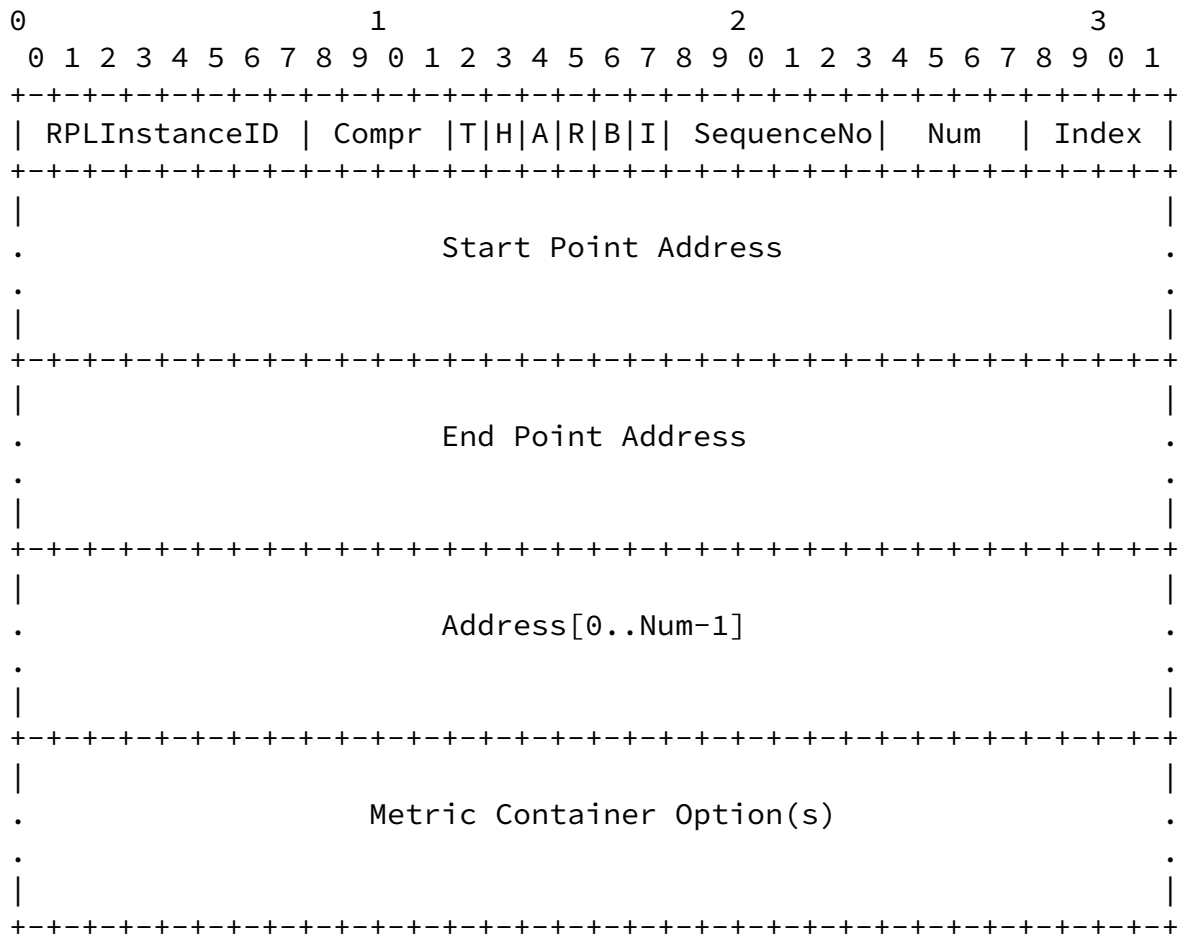 0                   1                   2                   3
 0 1 2 3 4 5 6 7 8 9 0 1 2 3 4 5 6 7 8 9 0 1 2 3 4 5 6 7 8 9 0 1
+-+-+-+-+-+-+-+-+-+-+-+-+-+-+-+-+-+-+-+-+-+-+-+-+-+-+-+-+-+-+-+-+
| RPLInstanceID | Compr |T|H|A|R|B|I| SequenceNo|  Num  | Index |
+-+-+-+-+-+-+-+-+-+-+-+-+-+-+-+-+-+-+-+-+-+-+-+-+-+-+-+-+-+-+-+-+
|                                                               |
.                       Start Point Address                     .
.                                                               .
|                                                               |
+-+-+-+-+-+-+-+-+-+-+-+-+-+-+-+-+-+-+-+-+-+-+-+-+-+-+-+-+-+-+-+-+
|                                                               |
.                       End Point Address                       .
.                                                               .
|                                                               |
+-+-+-+-+-+-+-+-+-+-+-+-+-+-+-+-+-+-+-+-+-+-+-+-+-+-+-+-+-+-+-+-+
|                                                               |
.                       Address[0..Num-1]                       .
.                                                               .
|                                                               |
+-+-+-+-+-+-+-+-+-+-+-+-+-+-+-+-+-+-+-+-+-+-+-+-+-+-+-+-+-+-+-+-+
|                                                               |
.                   Metric Container Option(s)                  .
.                                                               .
|                                                               |
+-+-+-+-+-+-+-+-+-+-+-+-+-+-+-+-+-+-+-+-+-+-+-+-+-+-+-+-+-+-+-+-+